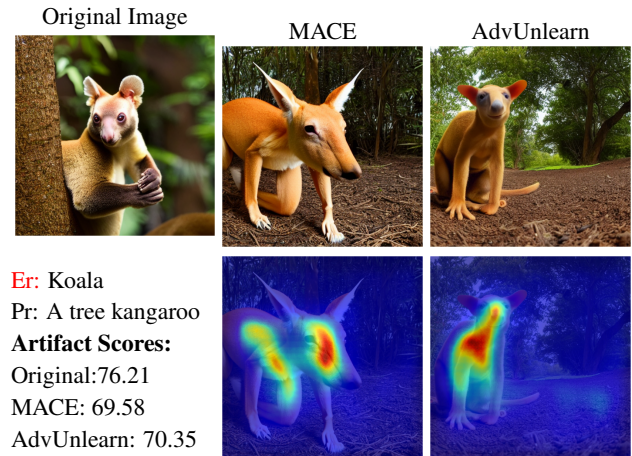 Original Image
MACE
AdvUnlearn
Er: Koala
Pr: A tree kangaroo
Artifact Scores:
Original:76.21
MACE: 69.58
AdvUnlearn: 70.35